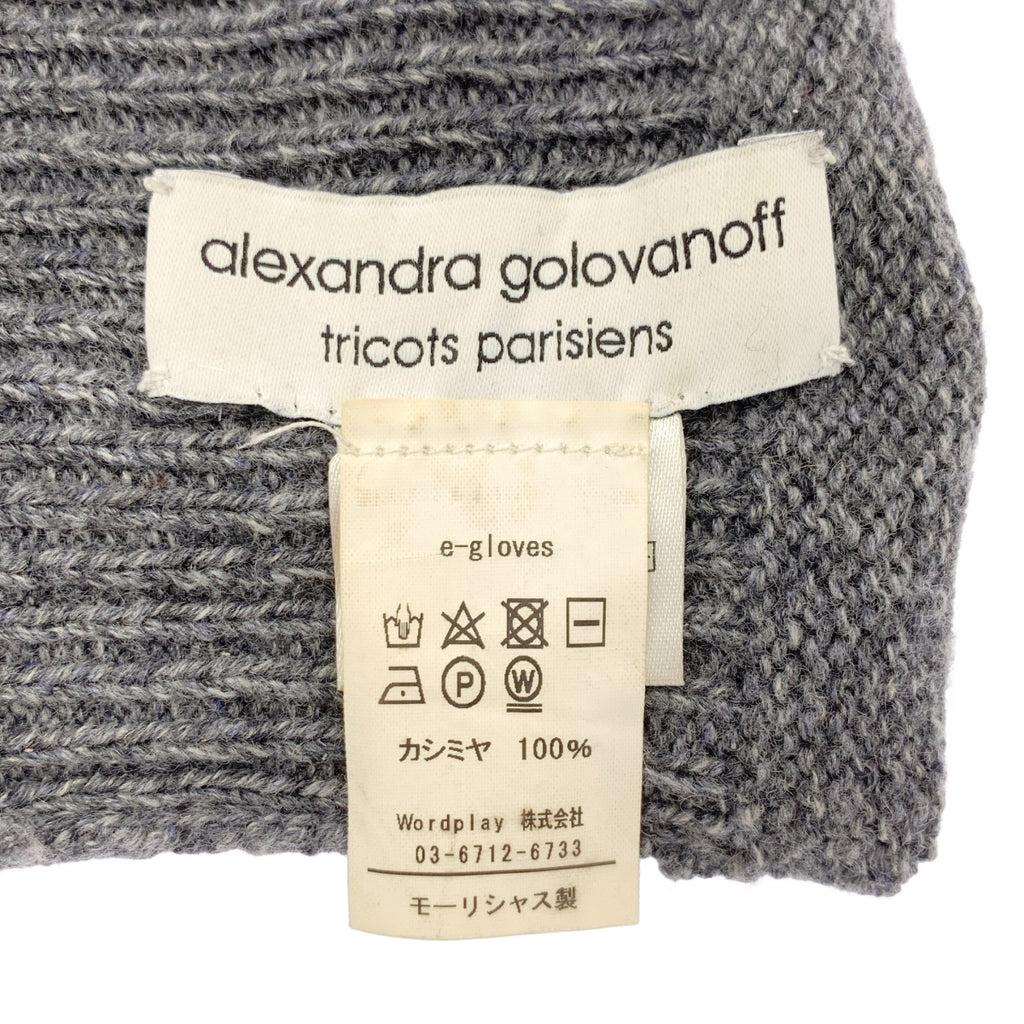 alexandra golovanoff
tricots parisiens
e-gloves
P W
カシミヤ 100%
Wordplay 株式会社
03-6712-6733
モーリシャス製